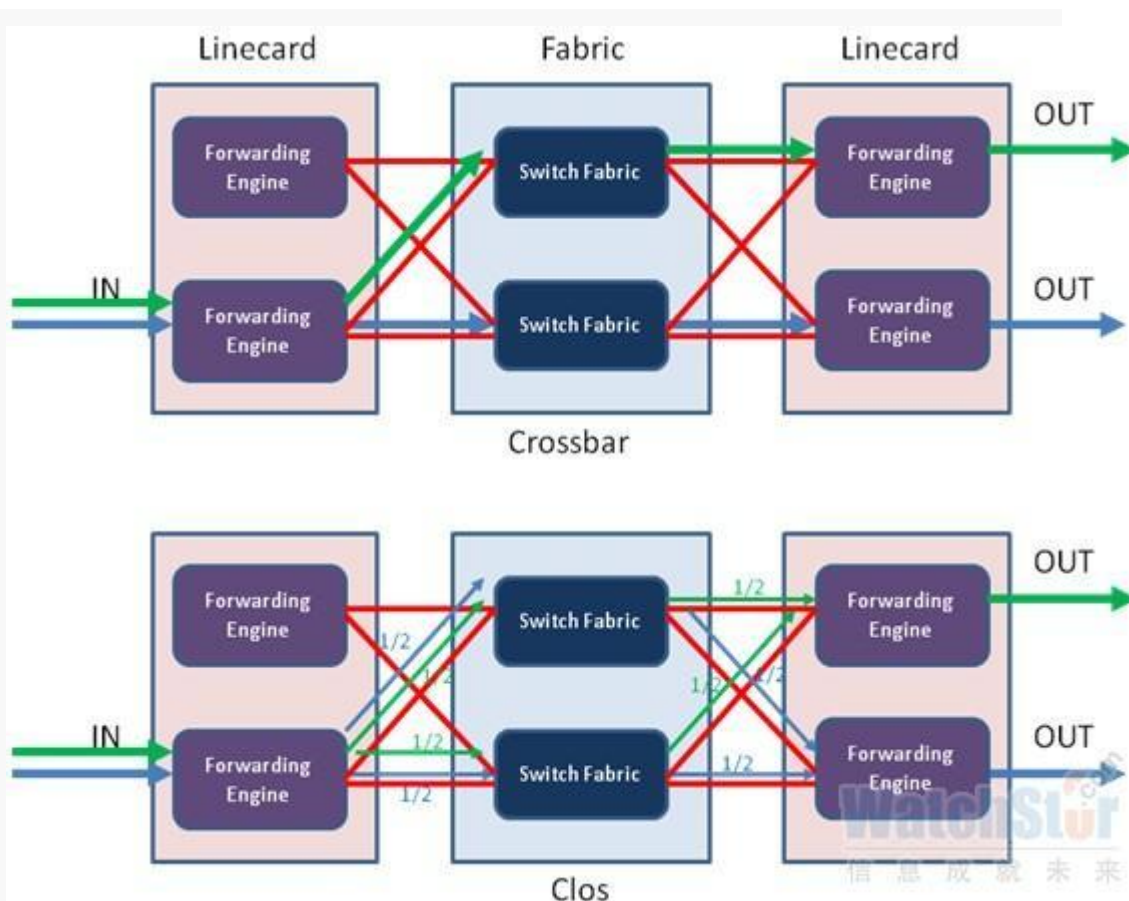 Linecard Fabric Linecard
Forwarding Engine
Switch Fabric
Forwarding Engine
OUT
IN
Forwarding Engine
Switch Fabric
Forwarding Engine
OUT
Crossbar
Forwarding Engine
Switch Fabric
Forwarding Engine
OUT
1/2
1/2
1/2
1/2
1/2
IN
Forwarding Engine
1/2
1/2
Switch Fabric
1/2
Forwarding Engine
OUT
Clos
WatchStor
.com
信息成就未来